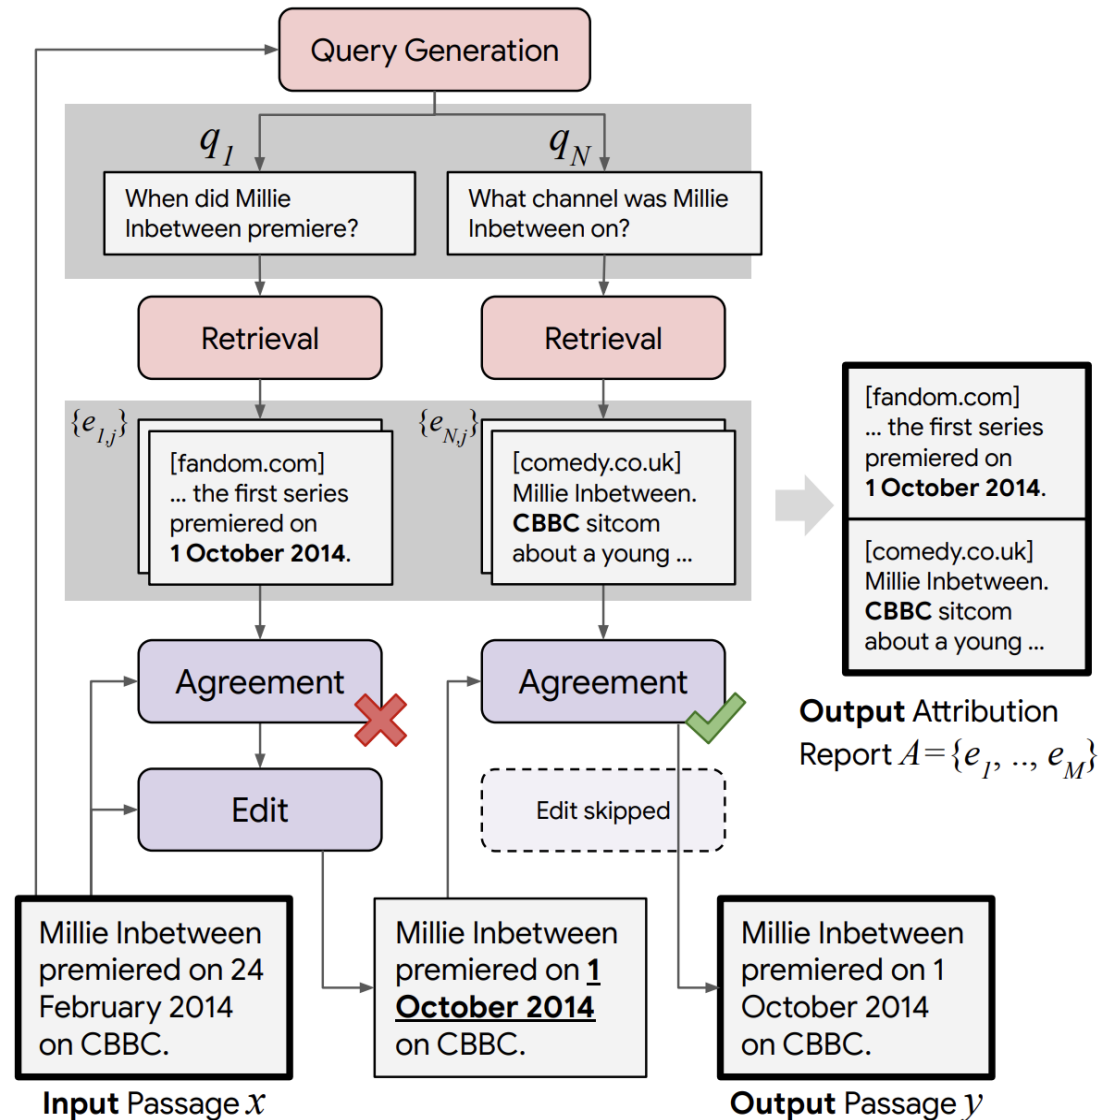 Query Generation
q1
qN
When did Millie
Inbetween premiere?
What channel was Millie
Inbetween on?
Retrieval
Retrieval
{e1,j}
[fandom.com]
... the first series
premiered on
1 October 2014.
{eN,j}
[comedy.co.uk]
Millie Inbetween.
CBBC sitcom
about a young ...
[fandom.com]
... the first series
premiered on
1 October 2014.
[comedy.co.uk]
Millie Inbetween.
CBBC sitcom
about a young ...
Output Attribution
Report A={e1, .., eM}
Agreement
Agreement
Edit
Edit skipped
Millie Inbetween
premiered on 24
February 2014
on CBBC.
Input Passage x
Millie Inbetween
premiered on 1
October 2014
on CBBC.
Millie Inbetween
premiered on 1
October 2014
on CBBC.
Output Passage y